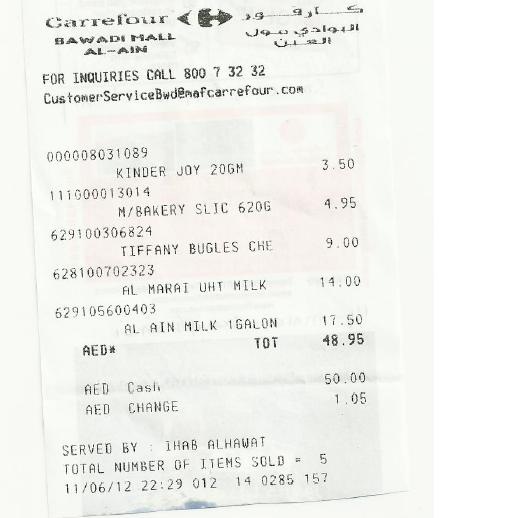 Carrefour كارفور
BAWADI MALL البوادي مول
AL-AIN العين
FOR INQUIRIES CALL 800 7 32 32
CustomerServiceBwd@mafcarrefour.com
000008031089
KINDER JOY 20GM 3.50
111000013014
M/BAKERY SLIC 620G 4.95
629100306824
TIFFANY BUGLES CHE 9.00
628100702323
AL MARAI UHT MILK 14.00
629105600403
AL AIN MILK 1GALON 17.50
AED* TOT 48.95
AED Cash 50.00
AED CHANGE 1.05
SERVED BY : IHAB ALHAWAT
TOTAL NUMBER OF ITEMS SOLD = 5
11/06/12 22:29 012 14 0285 157